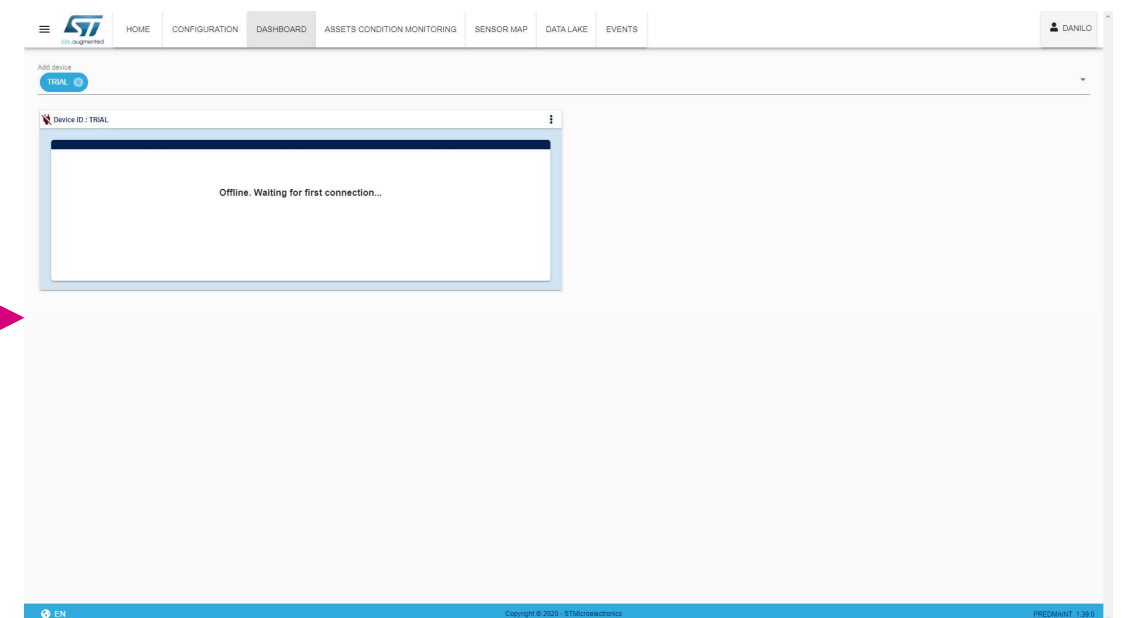 ST
life.augmented
HOME
CONFIGURATION
DASHBOARD
ASSETS CONDITION MONITORING
SENSOR MAP
DATA LAKE
EVENTS
DANILO
Add device
TRIAL
Device ID : TRIAL
Offline. Waiting for first connection...
EN
Copyright © 2020 - STMicroelectronics
PREDMAINT 1.39.0